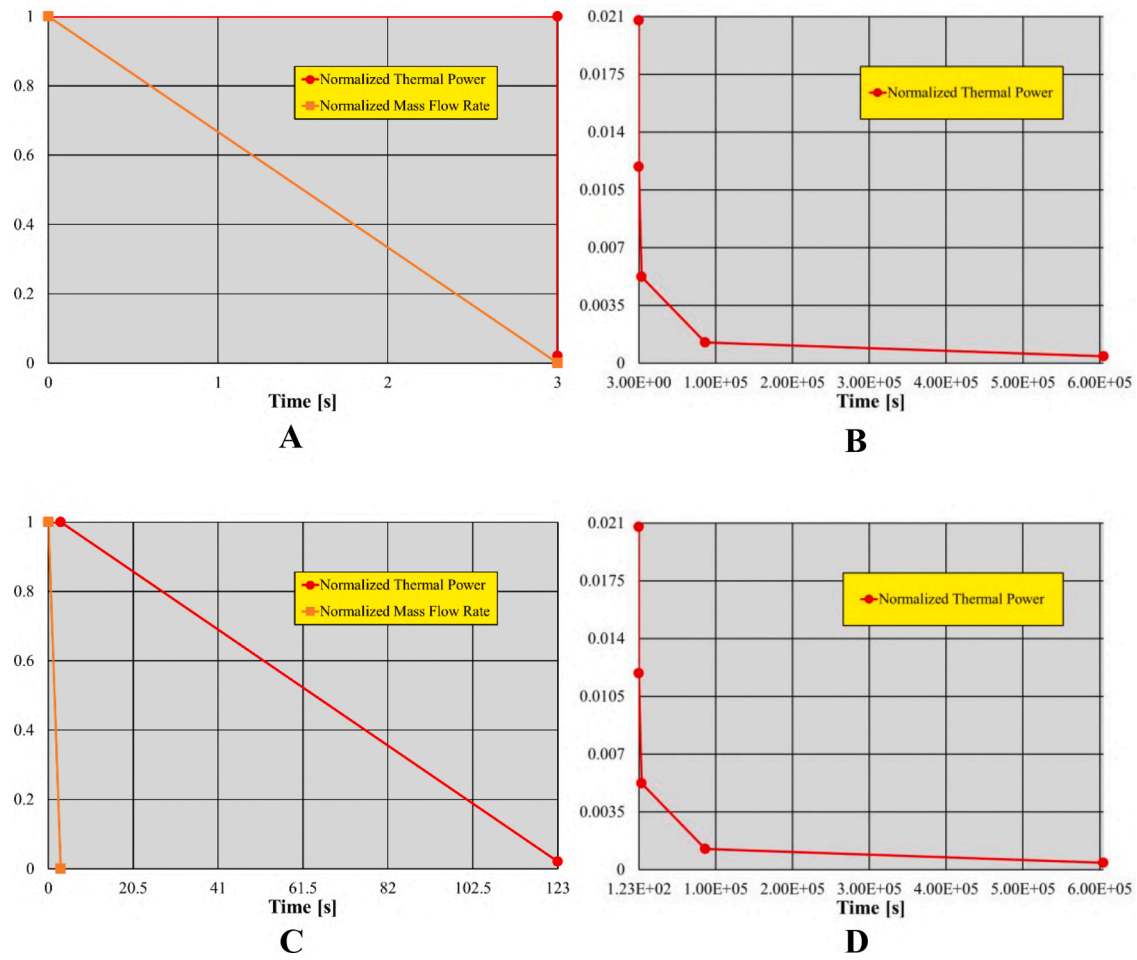 1
0.8
0.6
0.4
0.2
0
Normalized Thermal Power
Normalized Mass Flow Rate
0 1 2 3
Time [s]
A
0.021
0.0175
0.014
0.0105
0.007
0.0035
0
Normalized Thermal Power
3.00E+00 1.00E+05 2.00E+05 3.00E+05 4.00E+05 5.00E+05 6.00E+05
Time [s]
B
1
0.8
0.6
0.4
0.2
0
Normalized Thermal Power
Normalized Mass Flow Rate
0 20.5 41 61.5 82 102.5 123
Time [s]
C
0.021
0.0175
0.014
0.0105
0.007
0.0035
0
Normalized Thermal Power
1.23E+02 1.00E+05 2.00E+05 3.00E+05 4.00E+05 5.00E+05 6.00E+05
Time [s]
D